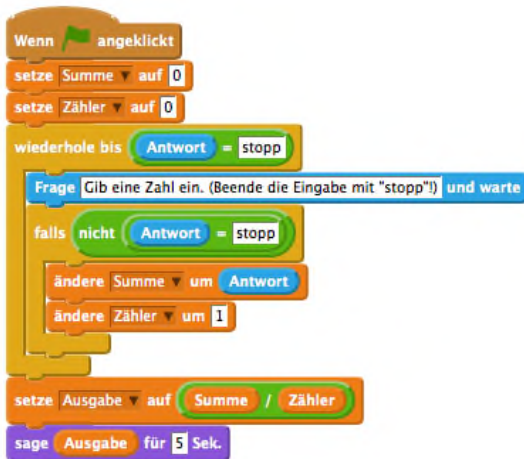 Wenn angeklickt
setze Summe auf 0
setze Zähler auf 0
wiederhole bis Antwort = stopp
Frage Gib eine Zahl ein. (Beende die Eingabe mit "stopp"!) und warte
falls nicht Antwort = stopp
ändere Summe um Antwort
ändere Zähler um 1
setze Ausgabe auf Summe / Zähler
sage Ausgabe für 5 Sek.